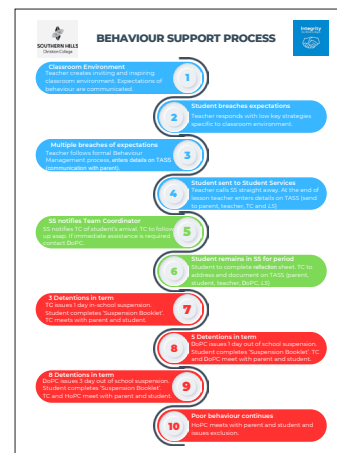 SOUTHERN HILLS
Christian College
BEHAVIOUR SUPPORT PROCESS
Integrity
Classroom Environment
Teacher creates inviting and inspiring
classroom environment. Expectations of
behaviour are communicated.
1
Student breaches expectations
Teacher responds with low key strategies
specific to classroom environment.
2
Multiple breaches of expectations
Teacher follows formal Behaviour
Management process, enters details on TASS
(communication with parent).
3
Student sent to Student Services
Teacher calls SS straight away. At the end of
lesson teacher enters details on TASS (send
to parent, teacher, TC and LS)
4
SS notifies Team Coordinator
SS notifies TC of student's arrival. TC to follow
up asap. If immediate assistance is required
contact DoPC.
5
Student remains in SS for period
Student to complete reflection sheet. TC to
address and document on TASS (parent,
student, teacher, DoPC, LS)
6
3 Detentions in term
TC issues 1 day in-school suspension.
Student completes 'Suspension Booklet'.
TC meets with parent and student.
7
5 Detentions in term
DoPC issues 1 day out of school suspension.
Student completes 'Suspension Booklet'. TC
and DoPC meet with parent and student.
8
8 Detentions in term
DoPC issues 3 day out of school suspension.
Student completes 'Suspension Booklet'.
TC and HoPC meet with parent and student.
9
Poor behaviour continues
HoPC meets with parent and student and
issues exclusion.
10